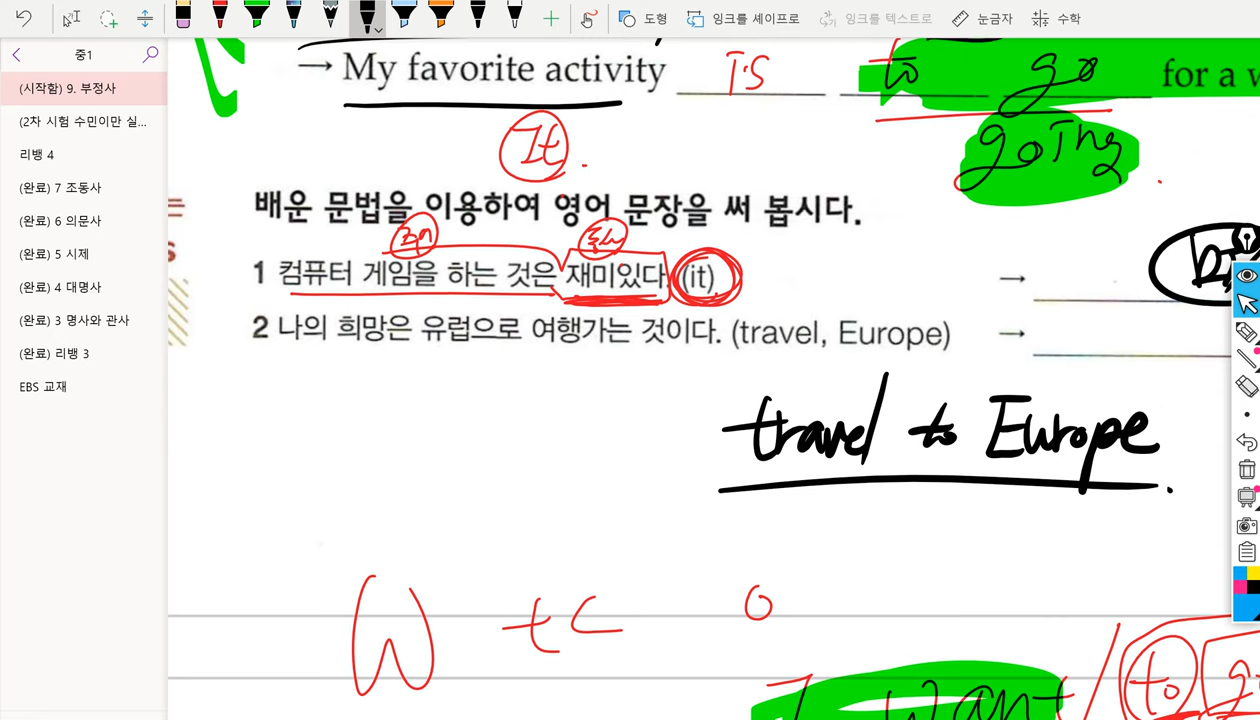 도형 잉크를 셰이프로 잉크를 텍스트로 눈금자 수학
중1
(시작함) 9. 부정사
(2차 시험 수민이만 실...
리뱅 4
(완료) 7 조동사
(완료) 6 의문사
(완료) 5 시제
(완료) 4 대명사
(완료) 3 명사와 관사
(완료) 리뱅 3
EBS 교재
→ My favorite activity is to go for a w
It.
going
배운 문법을 이용하여 영어 문장을 써 봅시다.
주어 동사
1 컴퓨터 게임을 하는 것은 재미있다. (it) →
2 나의 희망은 유럽으로 여행가는 것이다. (travel, Europe) →
travel to Europe.
I want / to